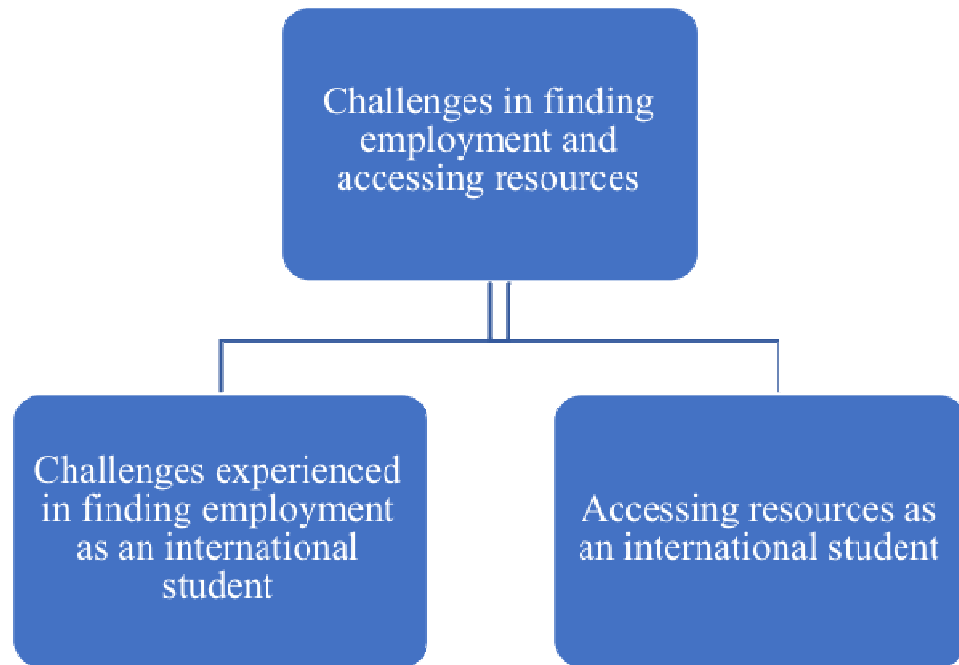 Challenges in finding
employment and
accessing resources
Challenges experienced
in finding employment
as an international
student
Accessing resources as
an international student